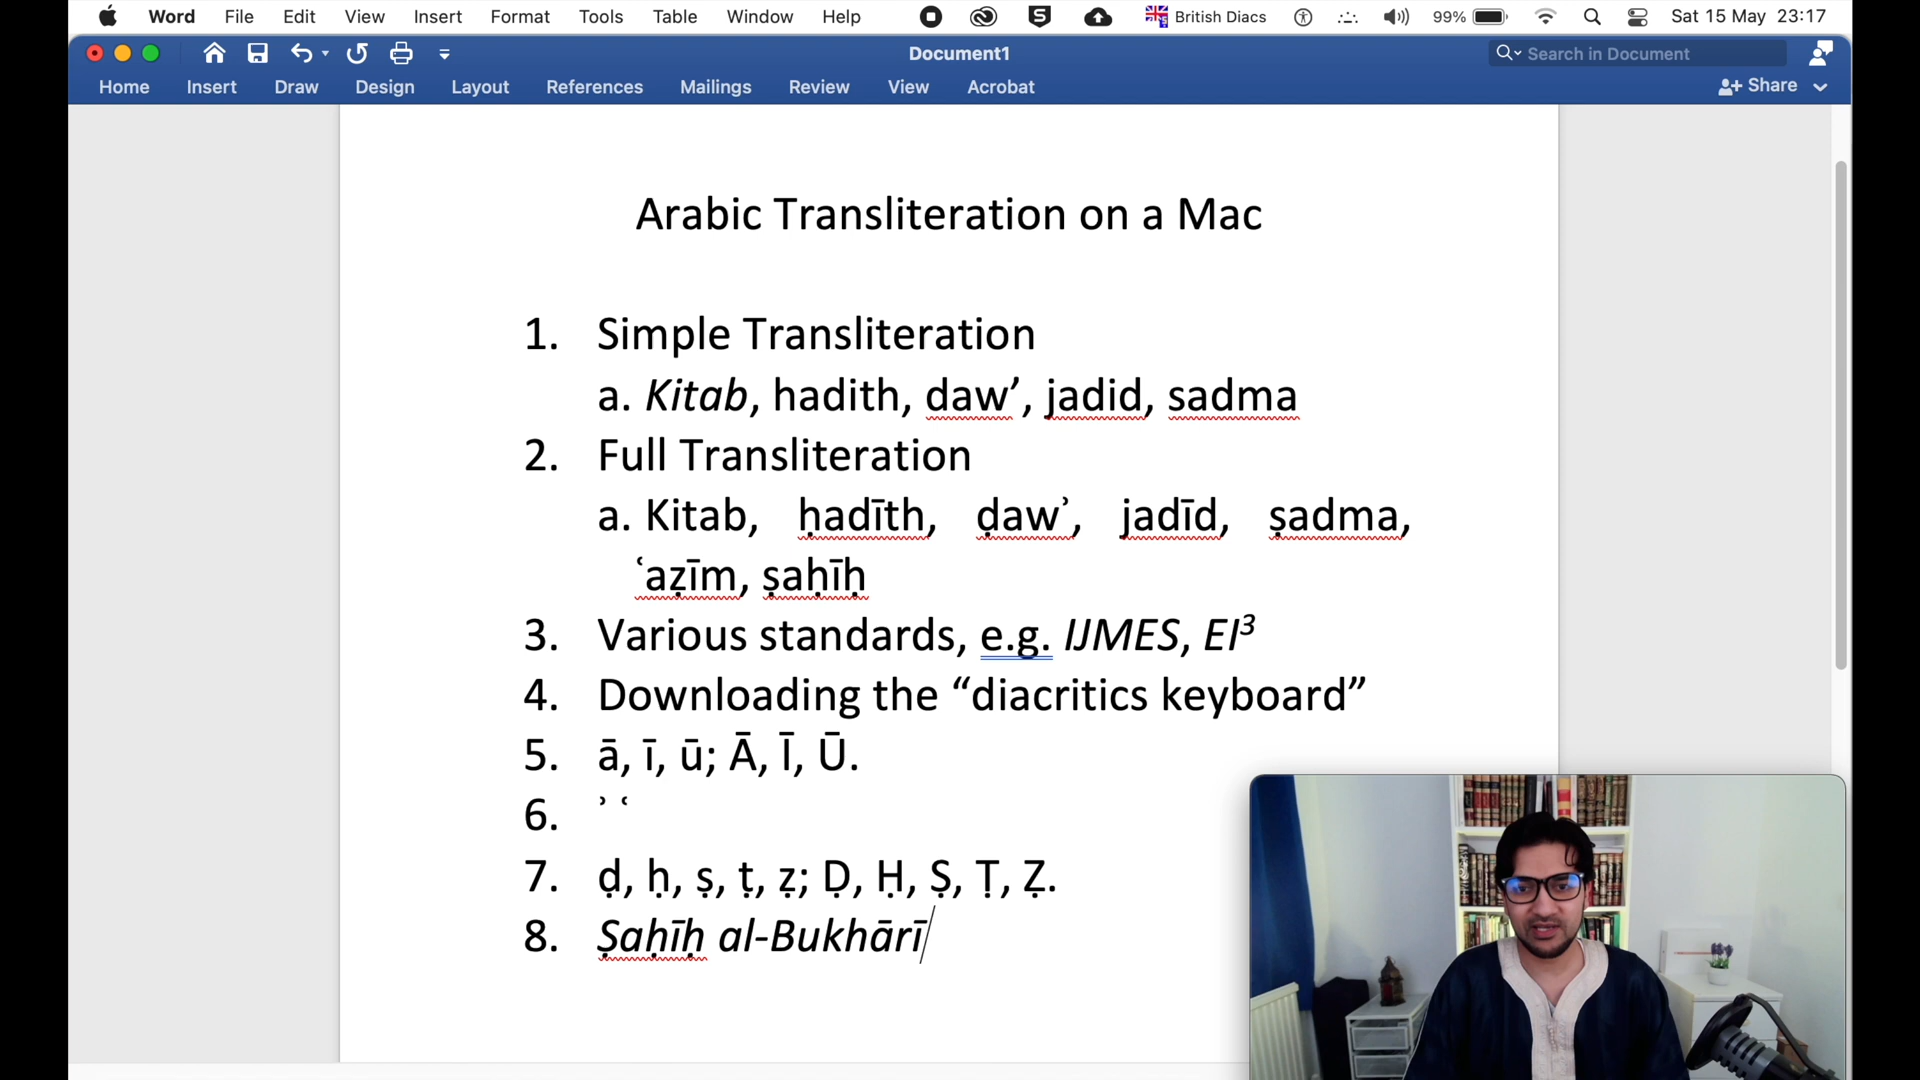 Word File Edit View Insert Format Tools Table Window Help British Diacs 99% Sat 15 May 23:17
Document1 Search in Document
Home Insert Draw Design Layout References Mailings Review View Acrobat Share
Arabic Transliteration on a Mac
1. Simple Transliteration
a. Kitab, hadith, daw’, jadid, sadma
2. Full Transliteration
a. Kitab, ḥadīth, ḍawʾ, jadīd, ṣadma,
ʿaẓīm, ṣaḥīḥ
3. Various standards, e.g. IJMES, EI³
4. Downloading the “diacritics keyboard”
5. ā, ī, ū; Ā, Ī, Ū.
6. ʾ ʿ
7. ḍ, ḥ, ṣ, ṭ, ẓ; Ḍ, Ḥ, Ṣ, Ṭ, Ẓ.
8. Ṣaḥīḥ al-Bukhārī